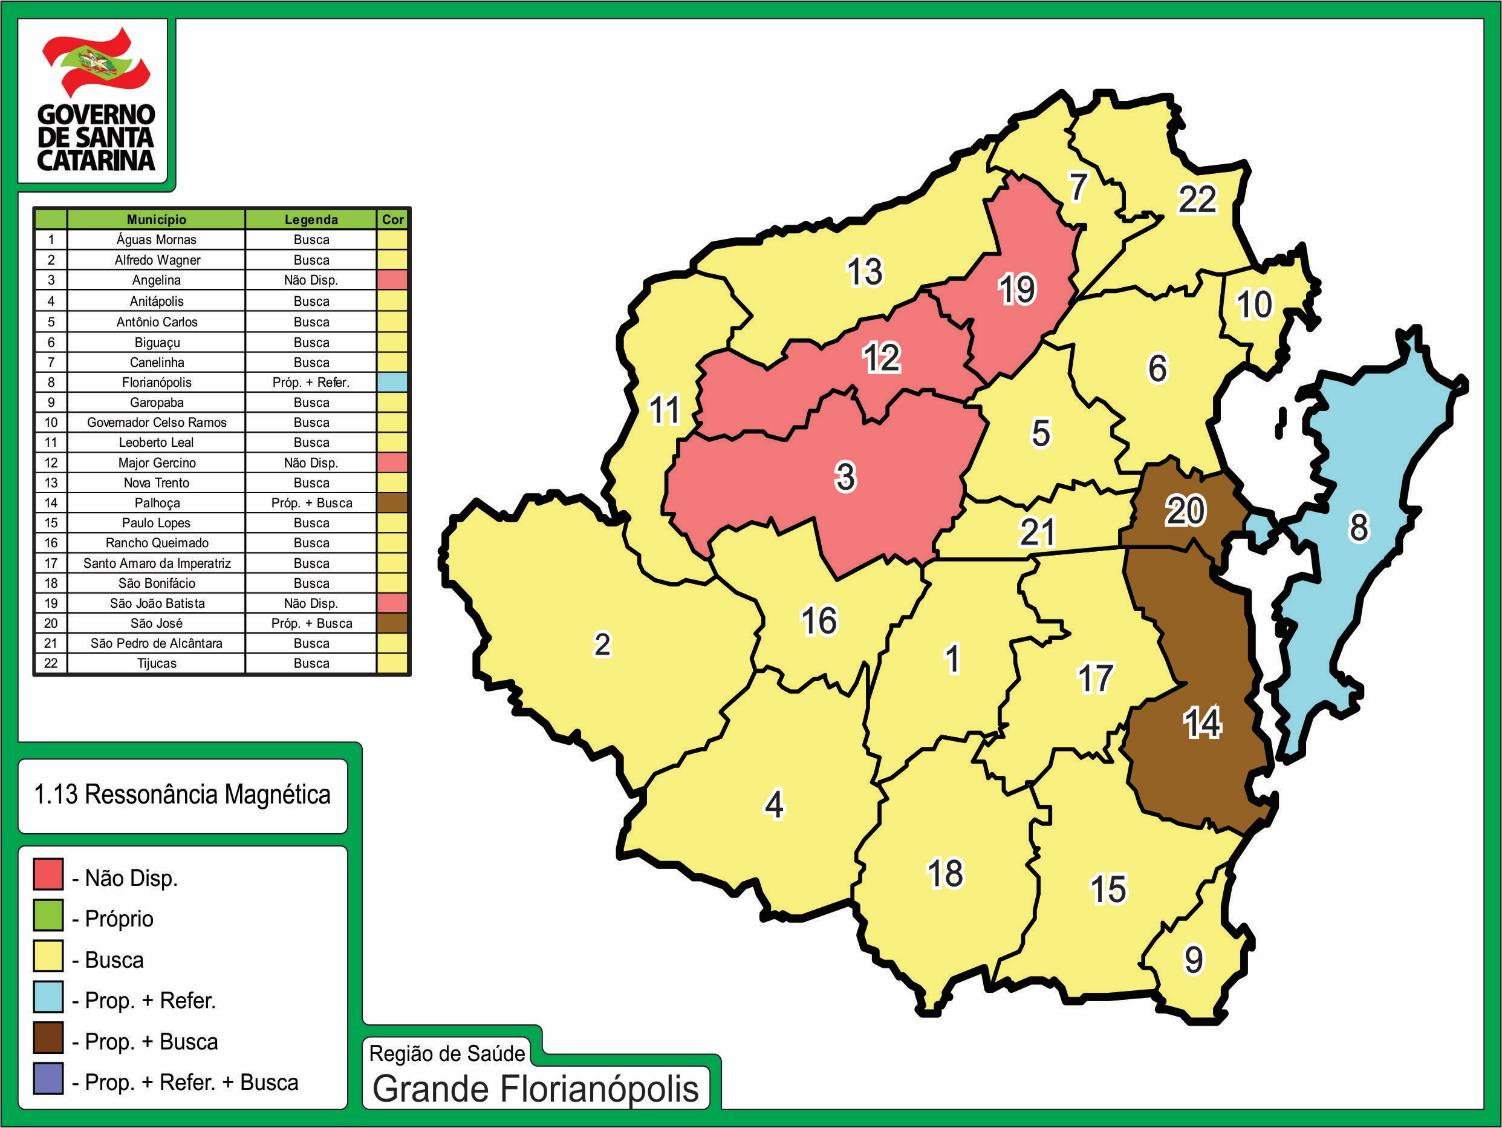 GOVERNO
DE SANTA
CATARINA
Município Legenda Cor
1 Águas Mornas Busca
2 Alfredo Wagner Busca
3 Angelina Não Disp.
4 Anitápolis Busca
5 Antônio Carlos Busca
6 Biguaçu Busca
7 Canelinha Busca
8 Florianópolis Próp. + Refer.
9 Garopaba Busca
10 Governador Celso Ramos Busca
11 Leoberto Leal Busca
12 Major Gercino Não Disp.
13 Nova Trento Busca
14 Palhoça Próp. + Busca
15 Paulo Lopes Busca
16 Rancho Queimado Busca
17 Santo Amaro da Imperatriz Busca
18 São Bonifácio Busca
19 São João Batista Não Disp.
20 São José Próp. + Busca
21 São Pedro de Alcântara Busca
22 Tijucas Busca
7
22
13
19
10
12
6
11
5
3
20
21
8
16
2
1
17
14
4
18
15
9
1.13 Ressonância Magnética
- Não Disp.
- Próprio
- Busca
- Prop. + Refer.
- Prop. + Busca
- Prop. + Refer. + Busca
Região de Saúde
Grande Florianópolis